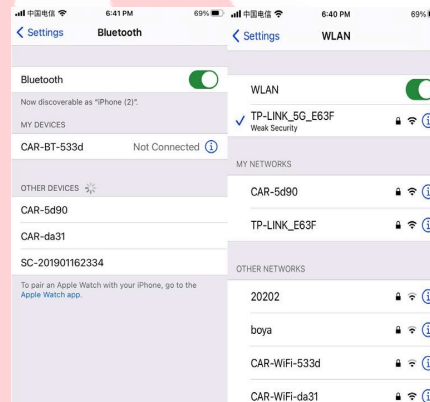 中国电信 6:41 PM 69%
Settings Bluetooth
Bluetooth
Now discoverable as "iPhone (2)".
MY DEVICES
CAR-BT-533d Not Connected
OTHER DEVICES
CAR-5d90
CAR-da31
SC-201901162334
To pair an Apple Watch with your iPhone, go to the
Apple Watch app.
中国电信 6:40 PM 69%
Settings WLAN
WLAN
TP-LINK_5G_E63F
Weak Security
MY NETWORKS
CAR-5d90
TP-LINK_E63F
OTHER NETWORKS
20202
boya
CAR-WiFi-533d
CAR-WiFi-da31